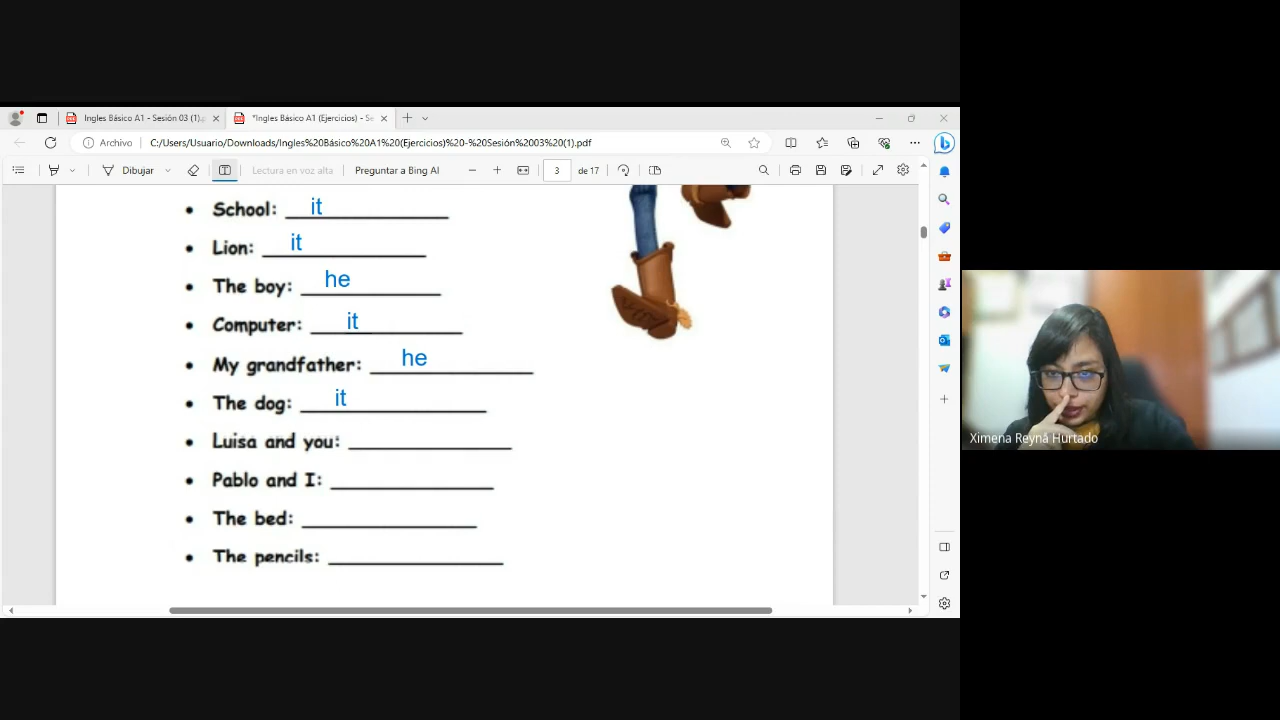 Ingles Básico A1 - Sesión 03 (1).p
*Ingles Básico A1 (Ejercicios) - Se
Archivo C:/Users/Usuario/Downloads/Ingles%20Básico%20A1%20(Ejercicios)%20-%20Sesión%2003%20(1).pdf
Dibujar Lectura en voz alta Preguntar a Bing AI 3 de 17
School: it
Lion: it
The boy: he
Computer: it
My grandfather: he
The dog: it
Luisa and you:
Pablo and I:
The bed:
The pencils:
Ximena Reyna Hurtado